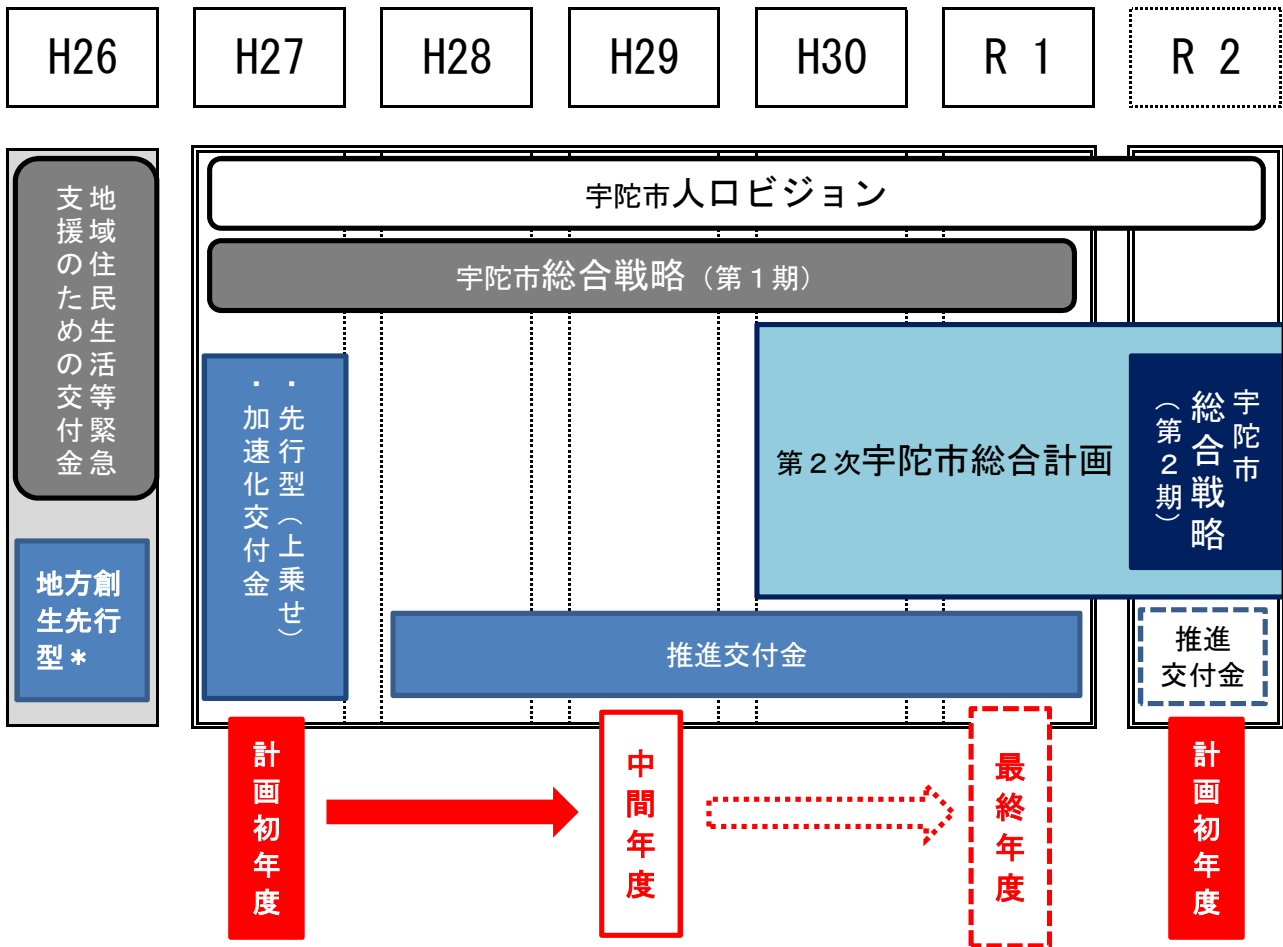 H26
H27
H28
H29
H30
R 1
R 2
地域住民生活等緊急
支援のための交付金
地方創
生先行
型*
宇陀市人口ビジョン
宇陀市総合戦略（第1期）
・先行型（上乗せ）
・加速化交付金
第2次宇陀市総合計画
宇陀市
総合戦略
（第2期）
推進交付金
推進
交付金
計画初年度
中間年度
最終年度
計画初年度